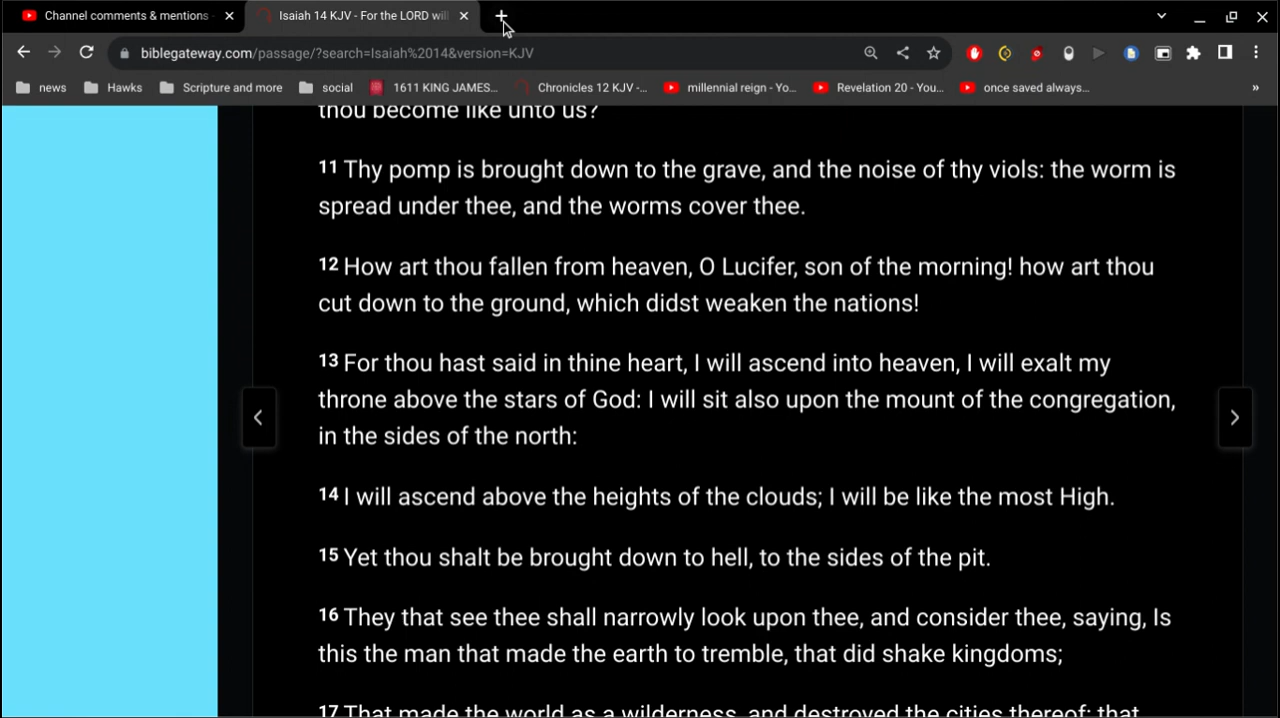 Channel comments & mentions
Isaiah 14 KJV - For the LORD will
biblegateway.com/passage/?search=Isaiah%2014&version=KJV
news Hawks Scripture and more social 1611 KING JAMES... Chronicles 12 KJV -... millennial reign - Yo... Revelation 20 - You... once saved always... »
thou become like unto us?
11 Thy pomp is brought down to the grave, and the noise of thy viols: the worm is
spread under thee, and the worms cover thee.
12 How art thou fallen from heaven, O Lucifer, son of the morning! how art thou
cut down to the ground, which didst weaken the nations!
13 For thou hast said in thine heart, I will ascend into heaven, I will exalt my
throne above the stars of God: I will sit also upon the mount of the congregation,
in the sides of the north:
14 I will ascend above the heights of the clouds; I will be like the most High.
15 Yet thou shalt be brought down to hell, to the sides of the pit.
16 They that see thee shall narrowly look upon thee, and consider thee, saying, Is
this the man that made the earth to tremble, that did shake kingdoms;
17 That made the world as a wilderness, and destroyed the cities thereof; that